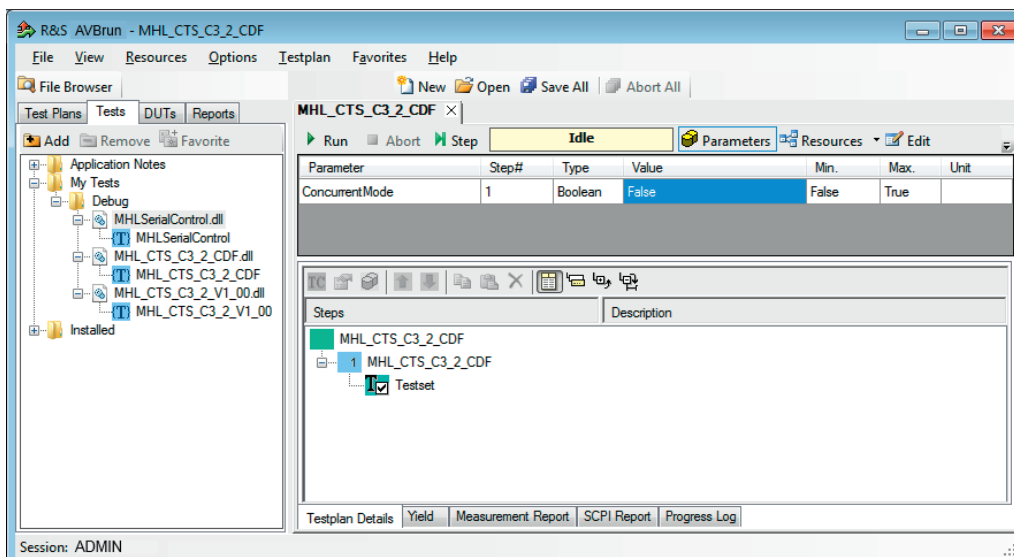 R&S AVBrun - MHL_CTS_C3_2_CDF
File View Resources Options Testplan Favorites Help
File Browser New Open Save All Abort All
Test Plans Tests DUTs Reports
MHL_CTS_C3_2_CDF
Add Remove Favorite
Run Abort Step Idle Parameters Resources Edit
Application Notes
My Tests
Debug
MHLSerialControl.dll
{T} MHLSerialControl
MHL_CTS_C3_2_CDF.dll
{T} MHL_CTS_C3_2_CDF
MHL_CTS_C3_2_V1_00.dll
{T} MHL_CTS_C3_2_V1_00
Installed
Parameter Step# Type Value Min. Max. Unit
ConcurrentMode 1 Boolean False False True
TC
Steps Description
MHL_CTS_C3_2_CDF
1 MHL_CTS_C3_2_CDF
T Testset
Testplan Details Yield Measurement Report SCPI Report Progress Log
Session: ADMIN